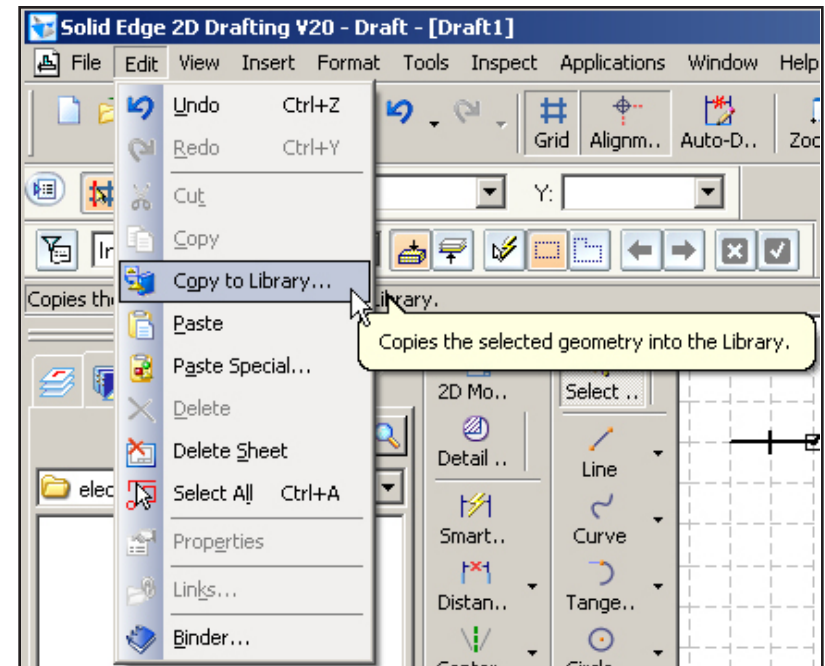 Solid Edge 2D Drafting V20 - Draft - [Draft1]
File Edit View Insert Format Tools Inspect Applications Window Help
Undo Ctrl+Z
Redo Ctrl+Y
Grid Alignm.. Auto-D.. Zoo
Cut
Y:
Copy
In
Copy to Library...
Copies the
Library.
Paste
Copies the selected geometry into the Library.
Paste Special...
2D Mo.. Select ..
Delete
Delete Sheet
Detail .. Line
elec
Select All Ctrl+A
Properties
Smart.. Curve
Links...
Distan.. Tange..
Binder...